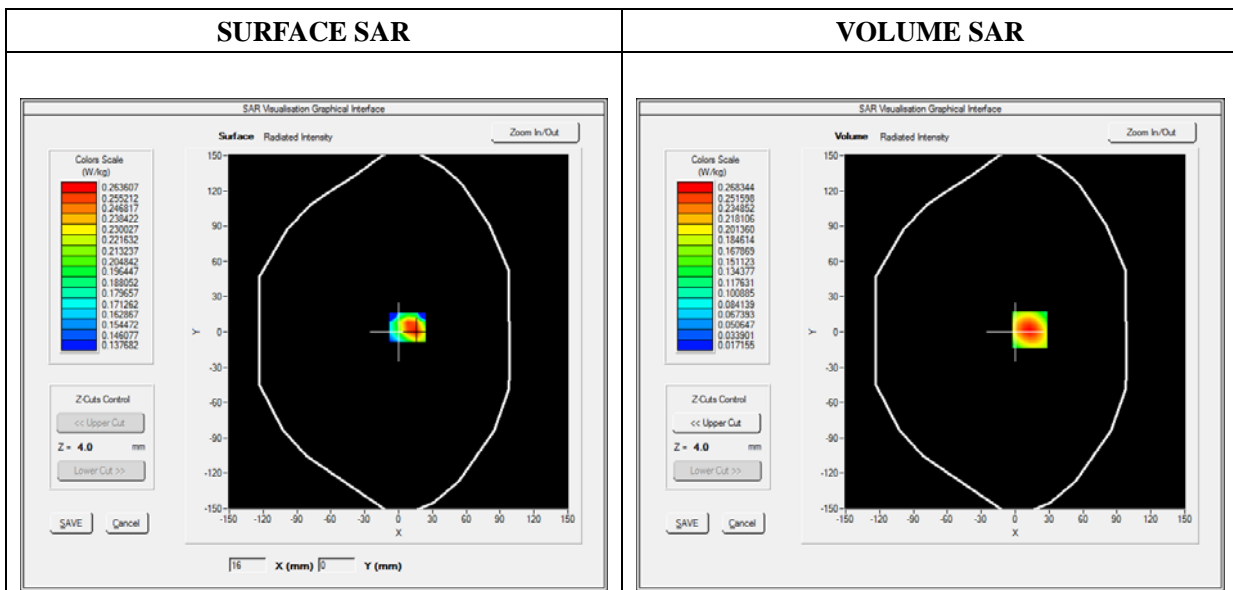 SURFACE SAR
VOLUME SAR
SAR Visualisation Graphical Interface
Surface Radiated Intensity
Zoom In/Out
Colors Scale
(W/kg)
0.263607
0.255212
0.246817
0.238422
0.230027
0.221632
0.213237
0.204842
0.196447
0.188052
0.179657
0.171262
0.162867
0.154472
0.146077
0.137682
150
120
90
60
30
0
-30
-60
-90
-120
-150
Y
-150 -120 -90 -60 -30 0 30 60 90 120 150
X
Z-Cuts Control
<< Upper Cut
Z = 4.0 mm
Lower Cut >>
SAVE Cancel
16 X (mm) 0 Y (mm)
SAR Visualisation Graphical Interface
Volume Radiated Intensity
Zoom In/Out
Colors Scale
(W/kg)
0.268344
0.251598
0.234852
0.218106
0.201360
0.184614
0.167869
0.151123
0.134377
0.117631
0.100885
0.084139
0.067393
0.050647
0.033901
0.017155
150
120
90
60
30
0
-30
-60
-90
-120
-150
Y
-150 -120 -90 -60 -30 0 30 60 90 120 150
X
Z-Cuts Control
<< Upper Cut
Z = 4.0 mm
Lower Cut >>
SAVE Cancel